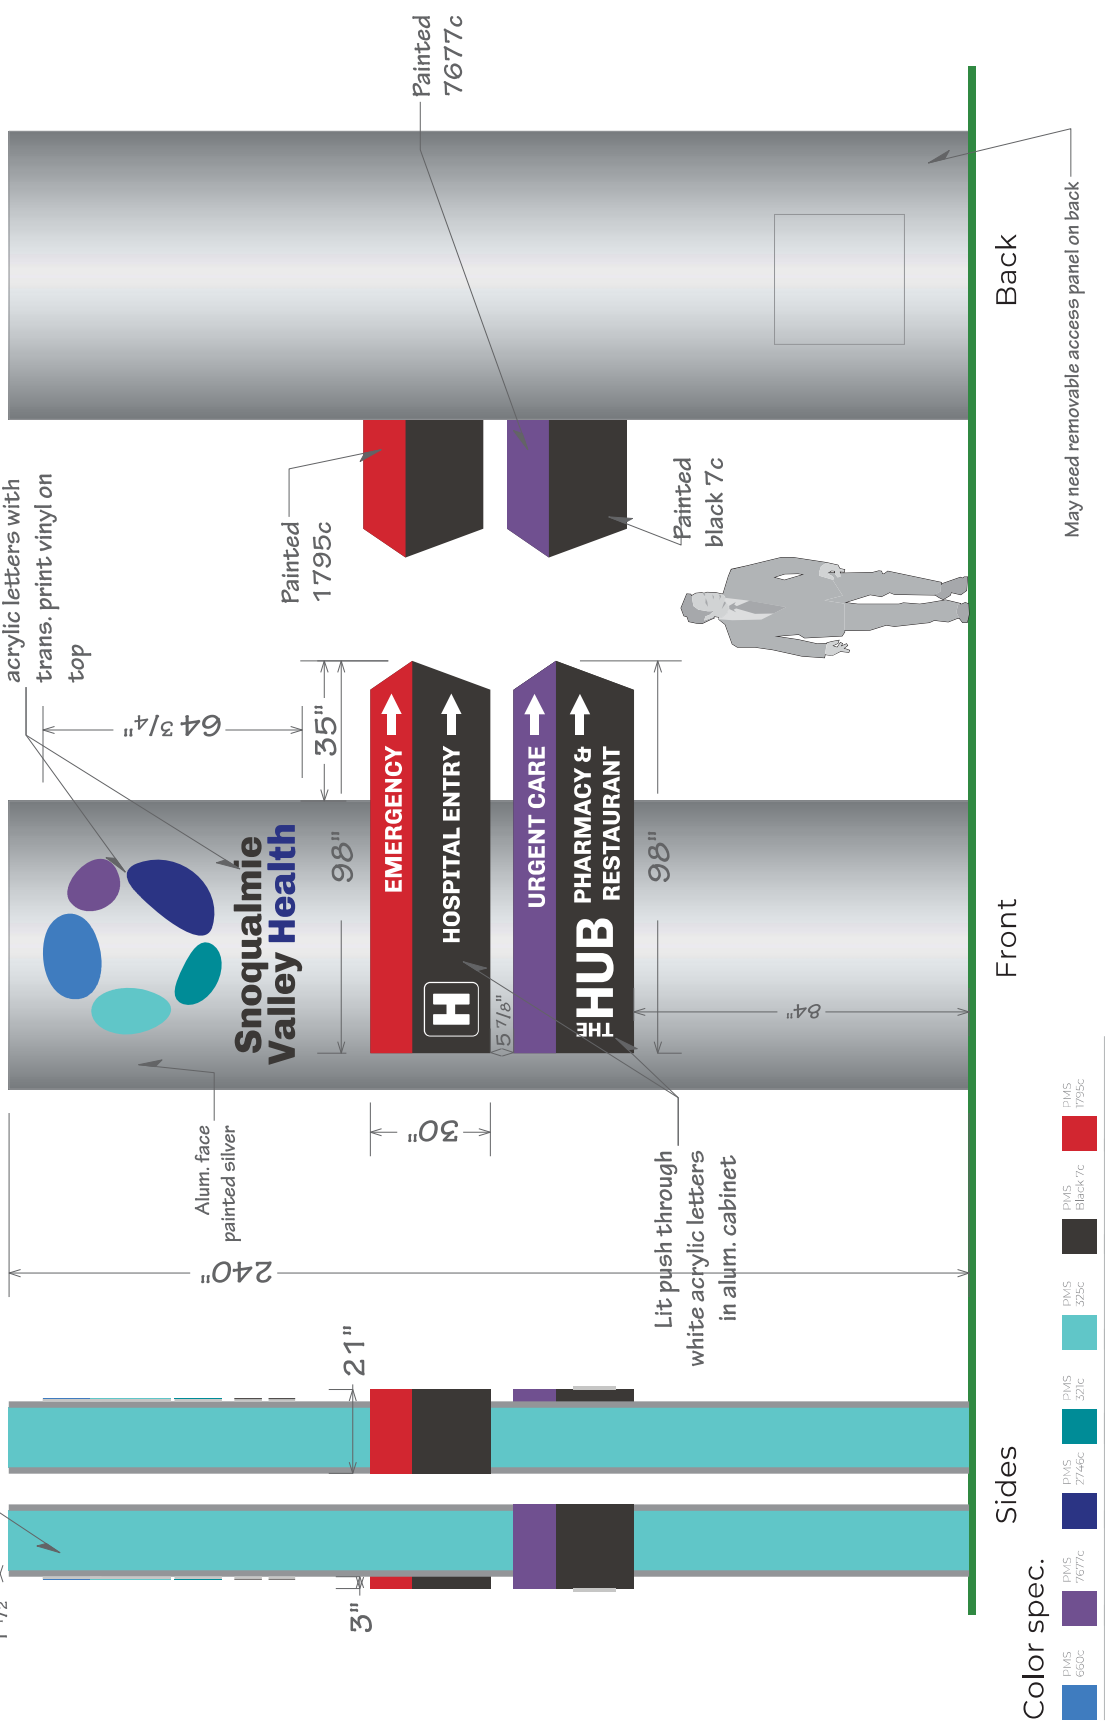 acrylic letters with
trans. print vinyl on
top
Painted
7677c
Painted
1795c
Painted
black 7c
Alum. face
painted silver
Lit push through
white acrylic letters
in alum. cabinet
May need removable access panel on back
64 3/4"
35"
98"
30"
5 7/8"
98"
84"
240"
21"
3"
1 1/2
Snoqualmie
Valley Health
EMERGENCY
H HOSPITAL ENTRY
URGENT CARE
THE HUB PHARMACY &
RESTAURANT
Sides
Front
Back
Color spec.
PMS
660c
PMS
7677c
PMS
2746c
PMS
321c
PMS
325c
PMS
Black 7c
PMS
1795c